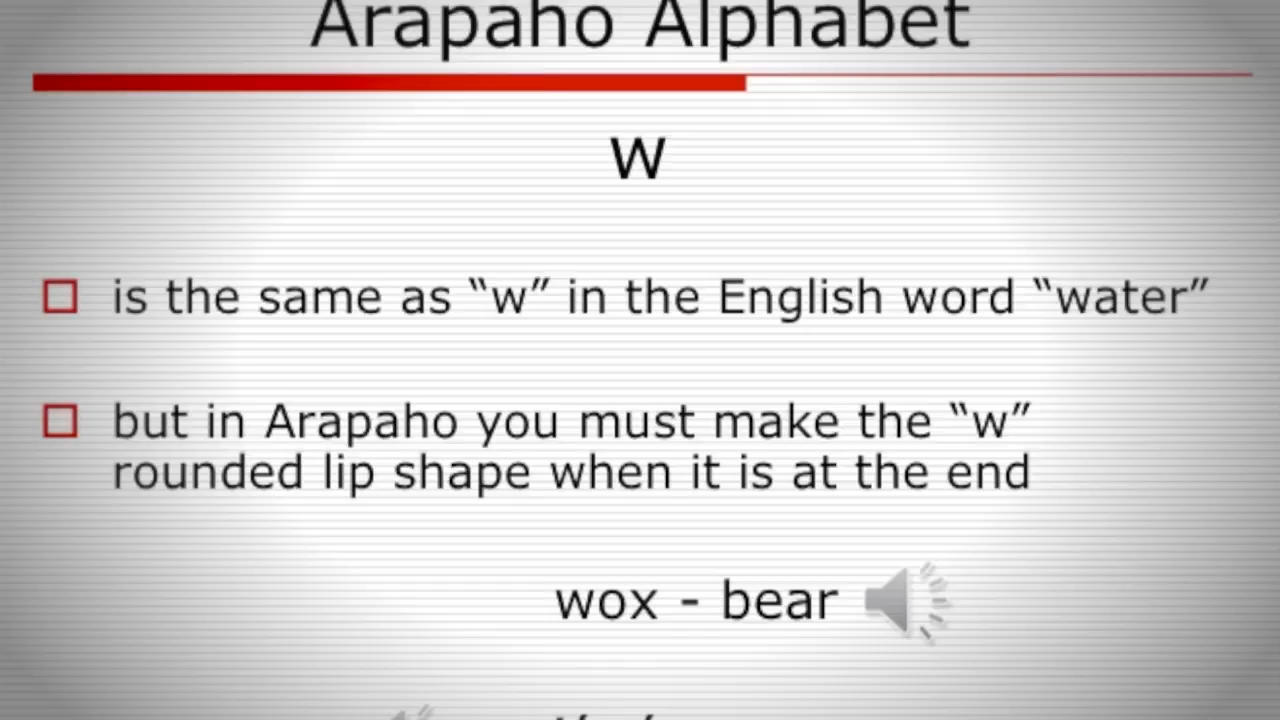 Arapaho Alphabet
W
is the same as “w” in the English word “water”
but in Arapaho you must make the “w”
rounded lip shape when it is at the end
wox - bear